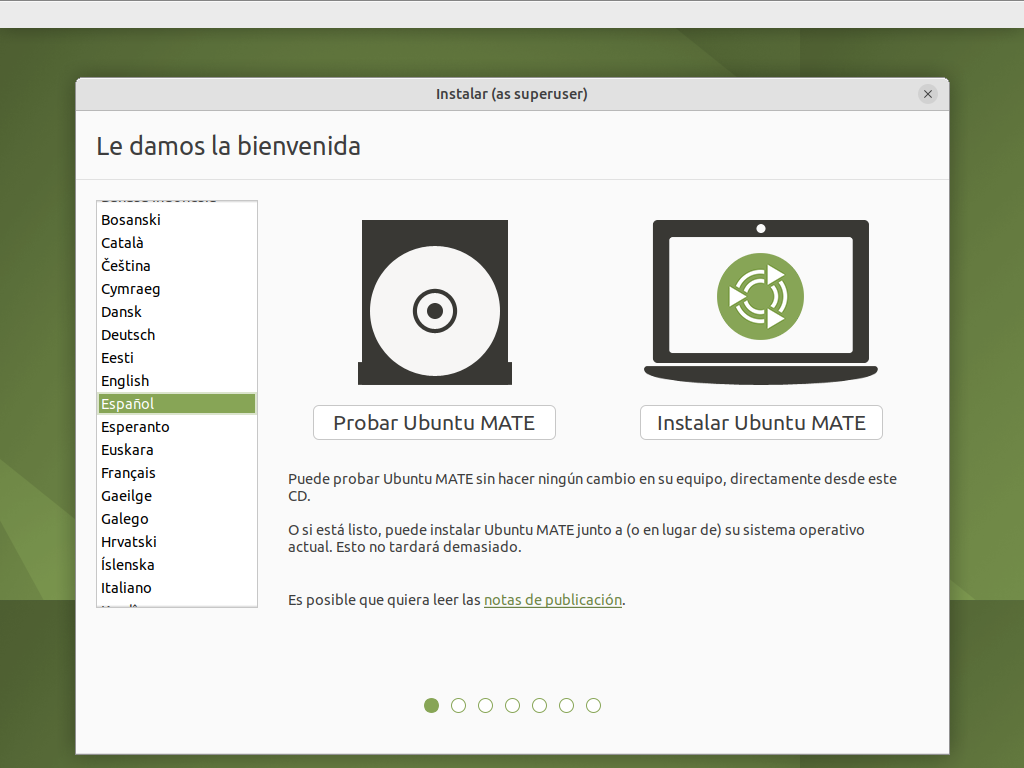 Instalar (as superuser)
Le damos la bienvenida
Bosanski
Català
Čeština
Cymraeg
Dansk
Deutsch
Eesti
English
Español
Esperanto
Euskara
Français
Gaeilge
Galego
Hrvatski
Íslenska
Italiano
Probar Ubuntu MATE
Instalar Ubuntu MATE
Puede probar Ubuntu MATE sin hacer ningún cambio en su equipo, directamente desde este
CD.
O si está listo, puede instalar Ubuntu MATE junto a (o en lugar de) su sistema operativo
actual. Esto no tardará demasiado.
Es posible que quiera leer las notas de publicación.